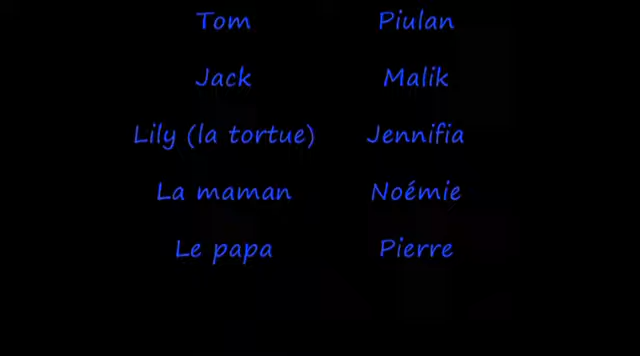 Tom Piulan
Jack Malik
Lily (la tortue) Jennifia
La maman Noémie
Le papa Pierre